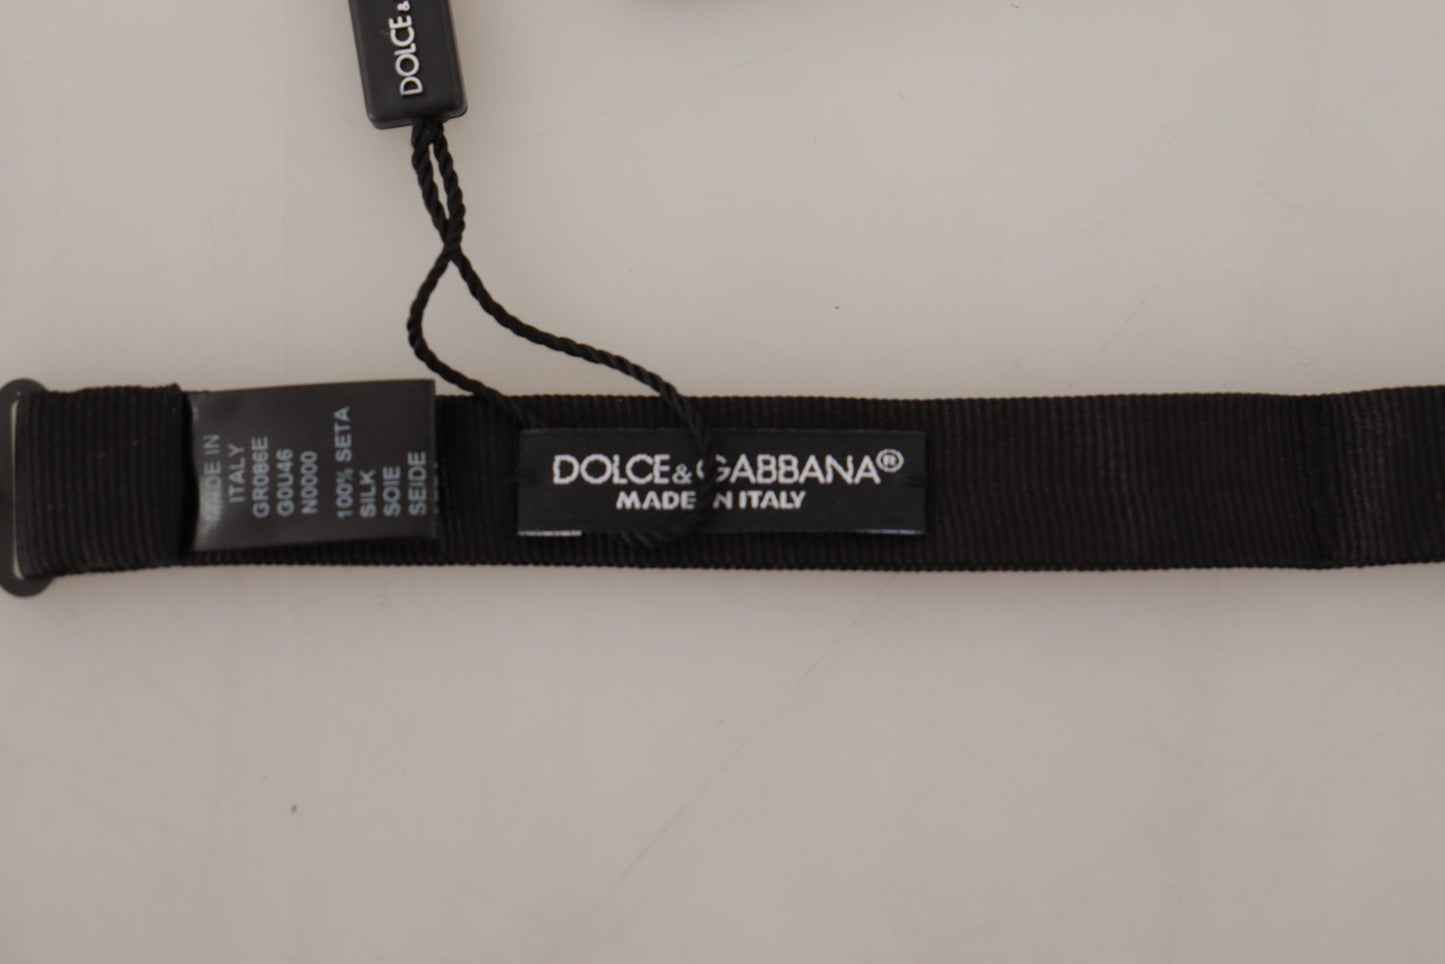 DOLCE &
MADE IN
ITALY
GR086E
G0U46
N0000
100% SETA
SILK
SOIE
SEIDE
DOLCE & GABBANA®
MADE IN ITALY